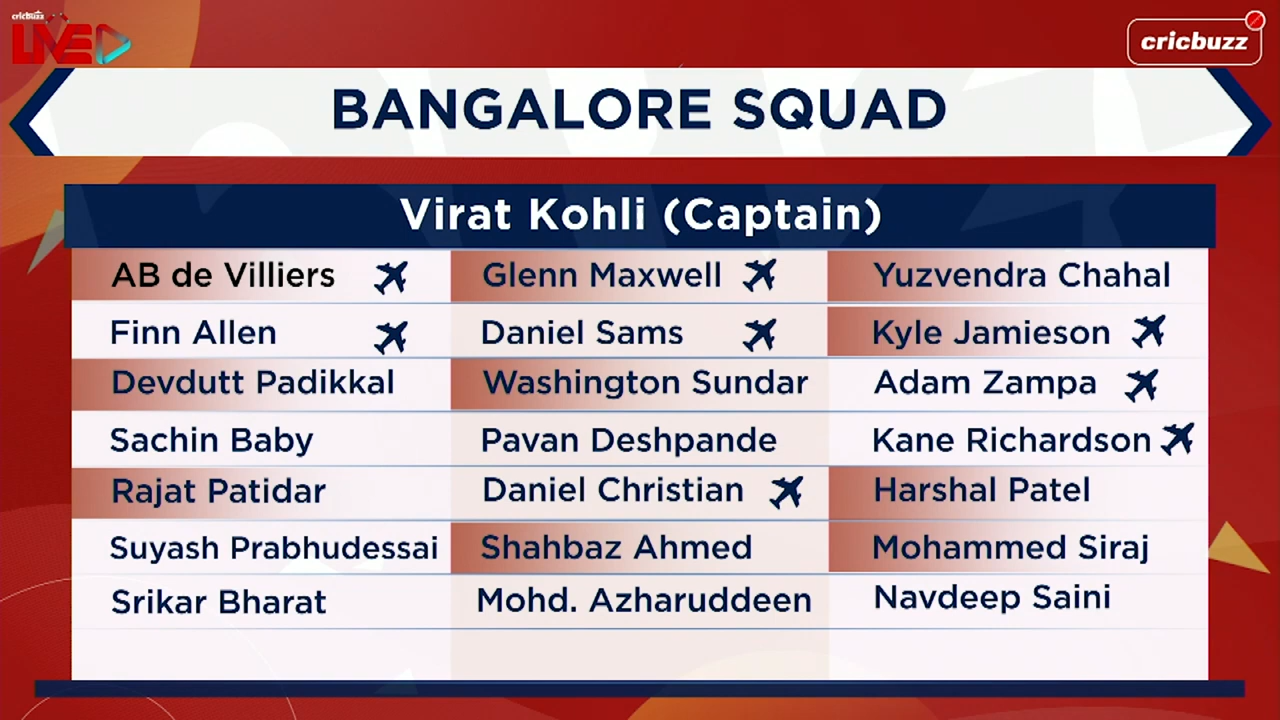 cricbuzz
LIVE
cricbuzz
BANGALORE SQUAD
Virat Kohli (Captain)
AB de Villiers
Glenn Maxwell
Yuzvendra Chahal
Finn Allen
Daniel Sams
Kyle Jamieson
Devdutt Padikkal
Washington Sundar
Adam Zampa
Sachin Baby
Pavan Deshpande
Kane Richardson
Rajat Patidar
Daniel Christian
Harshal Patel
Suyash Prabhudessai
Shahbaz Ahmed
Mohammed Siraj
Srikar Bharat
Mohd. Azharuddeen
Navdeep Saini